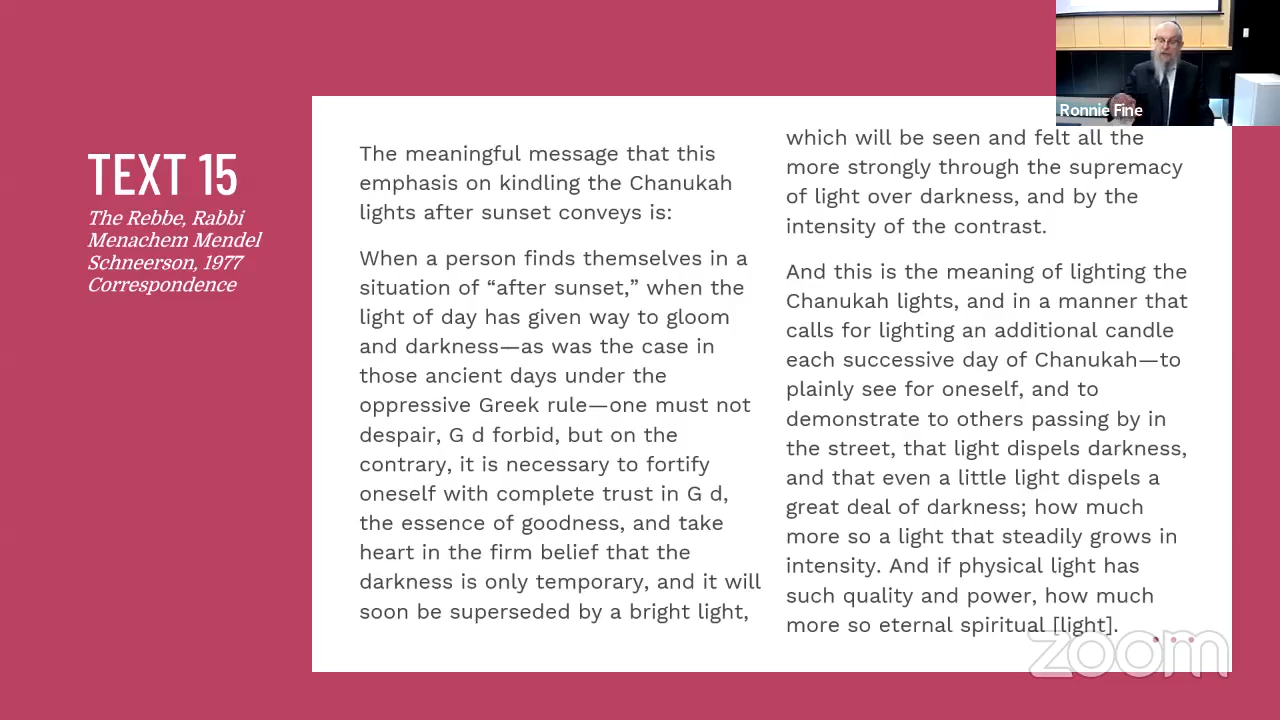 Ronnie Fine
TEXT 15
The Rebbe, Rabbi
Menachem Mendel
Schneerson, 1977
Correspondence
The meaningful message that this
emphasis on kindling the Chanukah
lights after sunset conveys is:
When a person finds themselves in a
situation of “after sunset,” when the
light of day has given way to gloom
and darkness—as was the case in
those ancient days under the
oppressive Greek rule—one must not
despair, G d forbid, but on the
contrary, it is necessary to fortify
oneself with complete trust in G d,
the essence of goodness, and take
heart in the firm belief that the
darkness is only temporary, and it will
soon be superseded by a bright light,
which will be seen and felt all the
more strongly through the supremacy
of light over darkness, and by the
intensity of the contrast.
And this is the meaning of lighting the
Chanukah lights, and in a manner that
calls for lighting an additional candle
each successive day of Chanukah—to
plainly see for oneself, and to
demonstrate to others passing by in
the street, that light dispels darkness,
and that even a little light dispels a
great deal of darkness; how much
more so a light that steadily grows in
intensity. And if physical light has
such quality and power, how much
more so eternal spiritual [light].
zoom